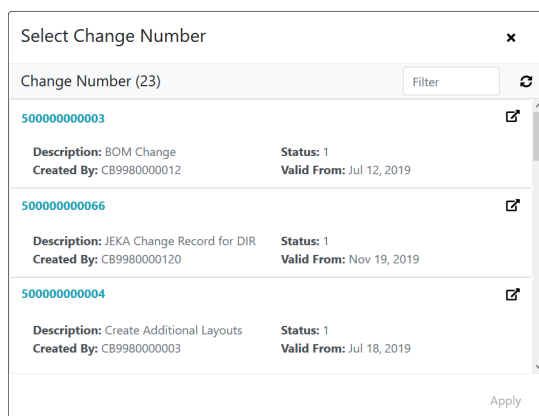 Select Change Number
Change Number (23)
Filter
500000000003
Description: BOM Change Status: 1
Created By: CB9980000012 Valid From: Jul 12, 2019
500000000066
Description: JEKA Change Record for DIR Status: 1
Created By: CB9980000120 Valid From: Nov 19, 2019
500000000004
Description: Create Additional Layouts Status: 1
Created By: CB9980000003 Valid From: Jul 18, 2019
Apply